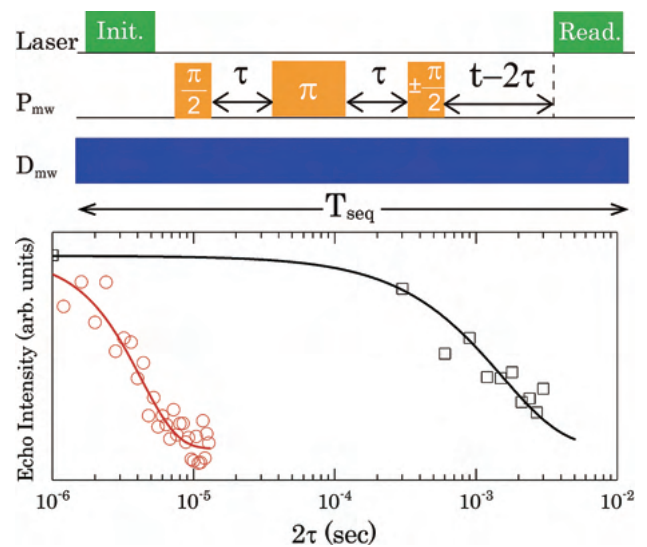 Laser Init. Read.
P_mw π/2 τ π τ ±π/2 t−2τ
D_mw
T_seq
Echo Intensity (arb. units)
10^-6 10^-5 10^-4 10^-3 10^-2
2τ (sec)